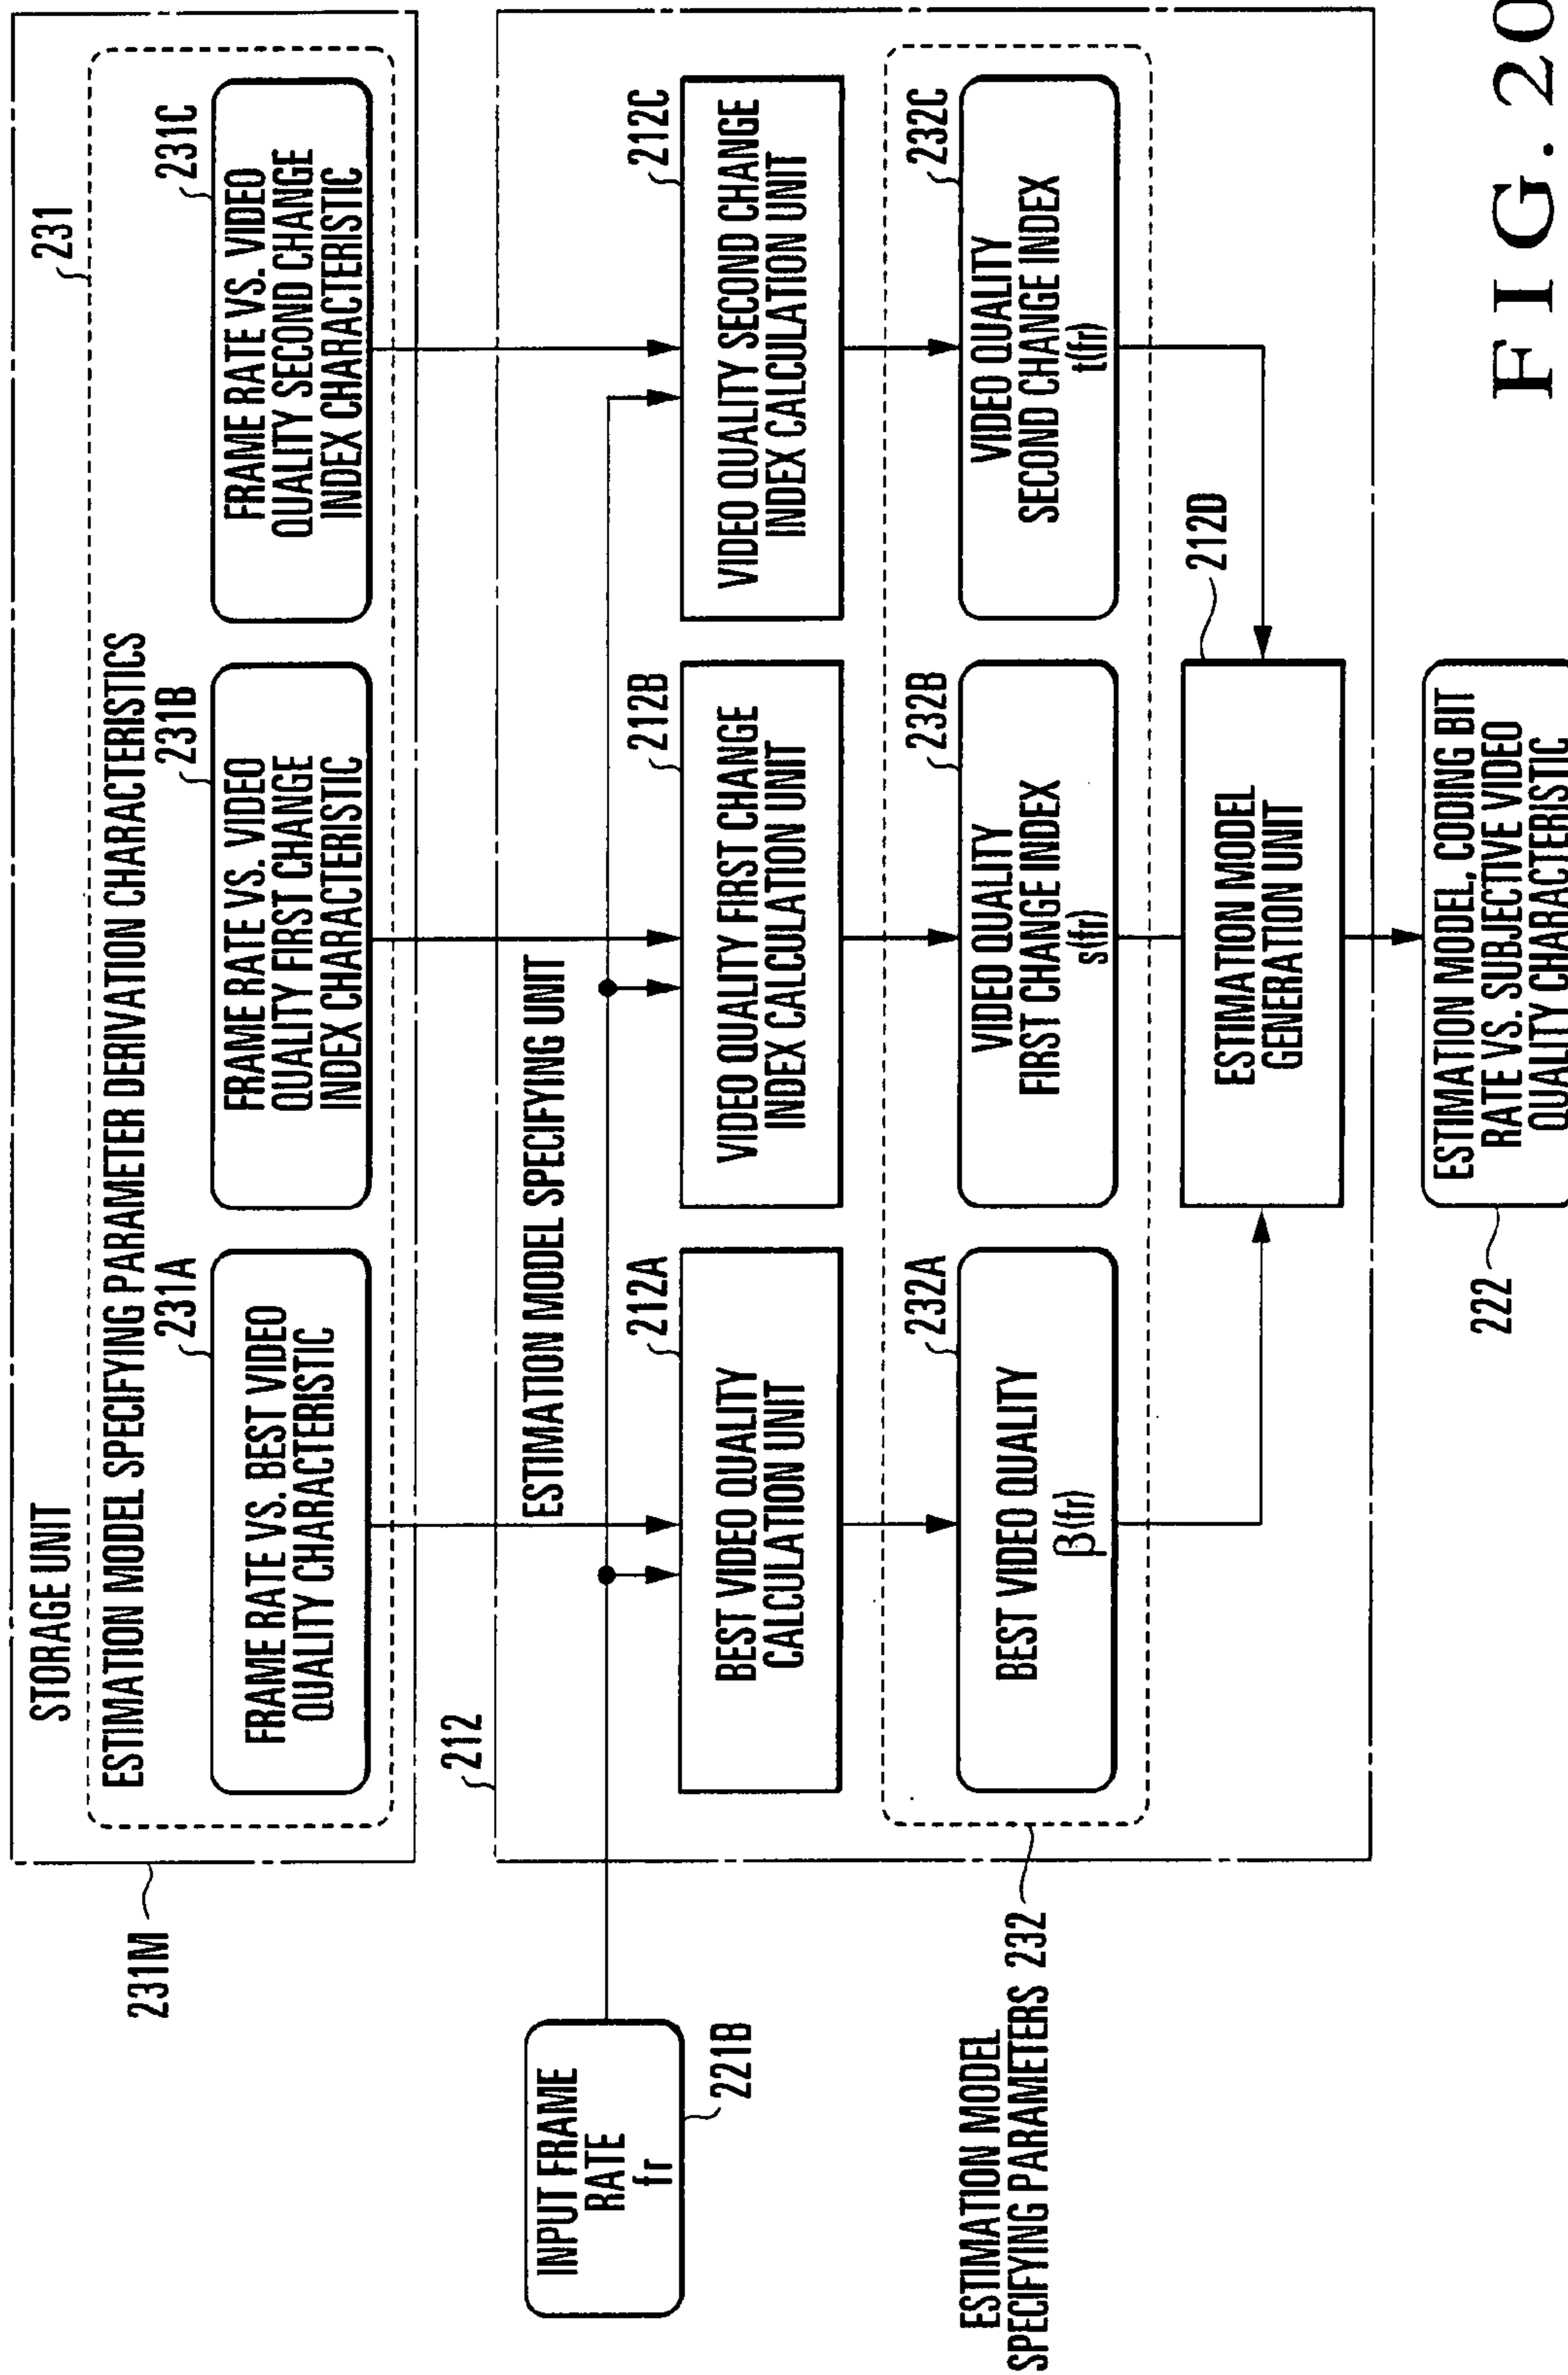 STORAGE UNIT
231
ESTIMATION MODEL SPECIFYING PARAMETER DERIVATION CHARACTERISTICS
231A
231B
231C
FRAME RATE VS. BEST VIDEO
QUALITY CHARACTERISTIC
FRAME RATE VS. VIDEO
QUALITY FIRST CHANGE
INDEX CHARACTERISTIC
FRAME RATE VS. VIDEO
QUALITY SECOND CHANGE
INDEX CHARACTERISTIC
231M
212
ESTIMATION MODEL SPECIFYING UNIT
INPUT FRAME
RATE
fr
221B
212A
212B
212C
BEST VIDEO QUALITY
CALCULATION UNIT
VIDEO QUALITY FIRST CHANGE
INDEX CALCULATION UNIT
VIDEO QUALITY SECOND CHANGE
INDEX CALCULATION UNIT
232A
232B
232C
BEST VIDEO QUALITY
β(fr)
VIDEO QUALITY
FIRST CHANGE INDEX
s(fr)
VIDEO QUALITY
SECOND CHANGE INDEX
t(fr)
ESTIMATION MODEL
SPECIFYING PARAMETERS 232
212D
ESTIMATION MODEL
GENERATION UNIT
222
ESTIMATION MODEL, CODING BIT
RATE VS. SUBJECTIVE VIDEO
QUALITY CHARACTERISTIC
FIG. 20